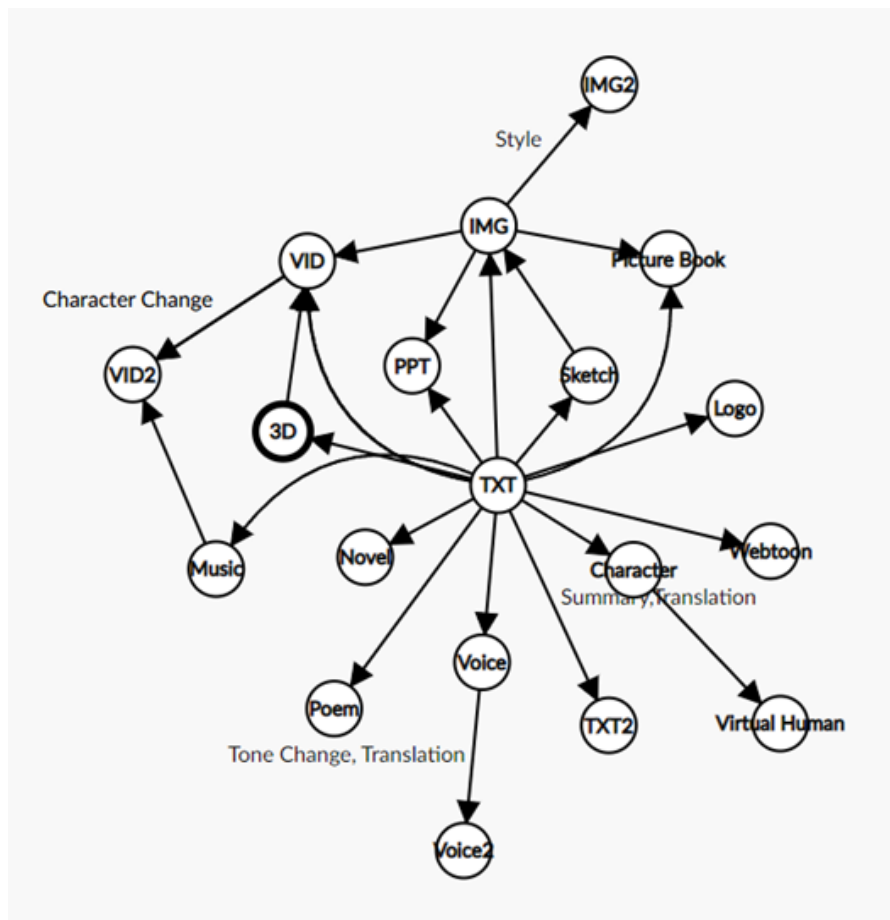 IMG2
Style
IMG
VID
Picture Book
Character Change
PPT
VID2
Sketch
Logo
3D
TXT
Novel
Webtoon
Music
Character
Summary,Translation
Voice
Poem
TXT2
Virtual Human
Tone Change, Translation
Voice2